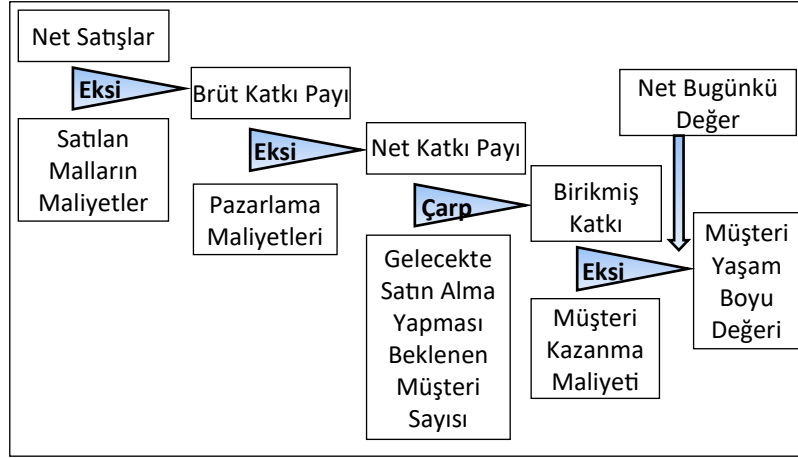 Net Satışlar
Eksi
Satılan
Malların
Maliyetler
Brüt Katkı Payı
Eksi
Pazarlama
Maliyetleri
Net Katkı Payı
Çarp
Gelecekte
Satın Alma
Yapması
Beklenen
Müşteri
Sayısı
Birikmiş
Katkı
Eksi
Müşteri
Kazanma
Maliyeti
Net Bugünkü
Değer
Müşteri
Yaşam
Boyu
Değeri